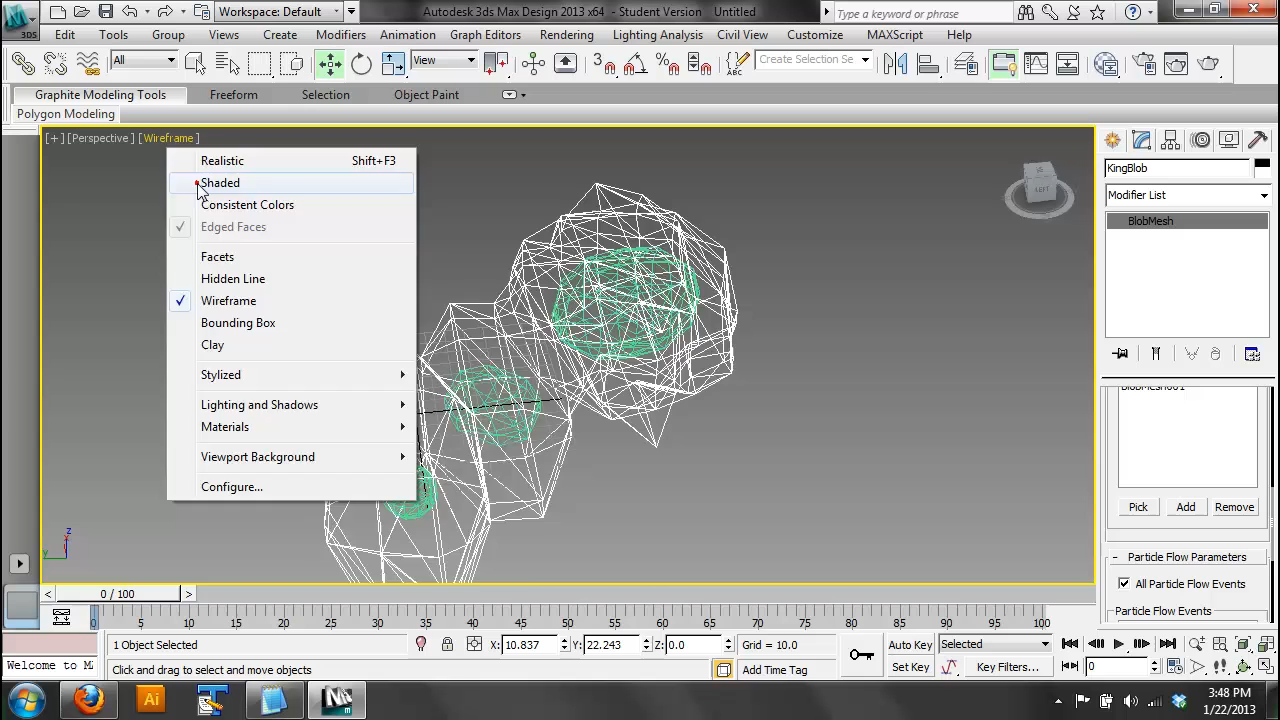 Workspace: Default
Autodesk 3ds Max Design 2013 x64 - Student Version Untitled
Type a keyword or phrase
3DS
Edit Tools Group Views Create Modifiers Animation Graph Editors Rendering Lighting Analysis Civil View Customize MAXScript Help
All View 3 Create Selection Se
Graphite Modeling Tools Freeform Selection Object Paint
Polygon Modeling
[+] [Perspective] [Wireframe]
Realistic Shift+F3
Shaded
Consistent Colors
Edged Faces
Facets
Hidden Line
Wireframe
Bounding Box
Clay
Stylized
Lighting and Shadows
Materials
Viewport Background
Configure...
LEFT
z
y
KingBlob
Modifier List
BlobMesh
BlobMesh001
Pick Add Remove
- Particle Flow Parameters
All Particle Flow Events
Particle Flow Events
< 0 / 100 >
0 5 10 15 20 25 30 35 40 45 50 55 60 65 70 75 80 85 90 95 100
1 Object Selected X: 10.837 Y: 22.243 Z: 0.0 Grid = 10.0 Auto Key Selected
Welcome to M Click and drag to select and move objects Add Time Tag Set Key Key Filters... 0
Ai
3:48 PM
1/22/2013